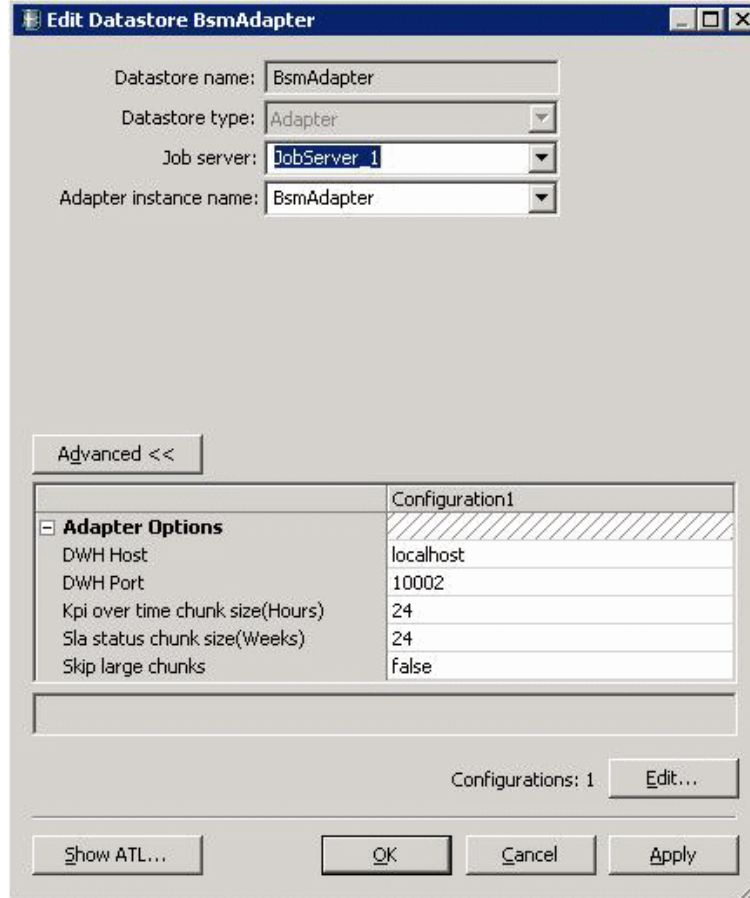 Edit Datastore BsmAdapter
Datastore name: BsmAdapter
Datastore type: Adapter
Job server: JobServer_1
Adapter instance name: BsmAdapter
Advanced <<
Configuration1
Adapter Options
DWH Host localhost
DWH Port 10002
Kpi over time chunk size(Hours) 24
Sla status chunk size(Weeks) 24
Skip large chunks false
Configurations: 1 Edit...
Show ATL... OK Cancel Apply